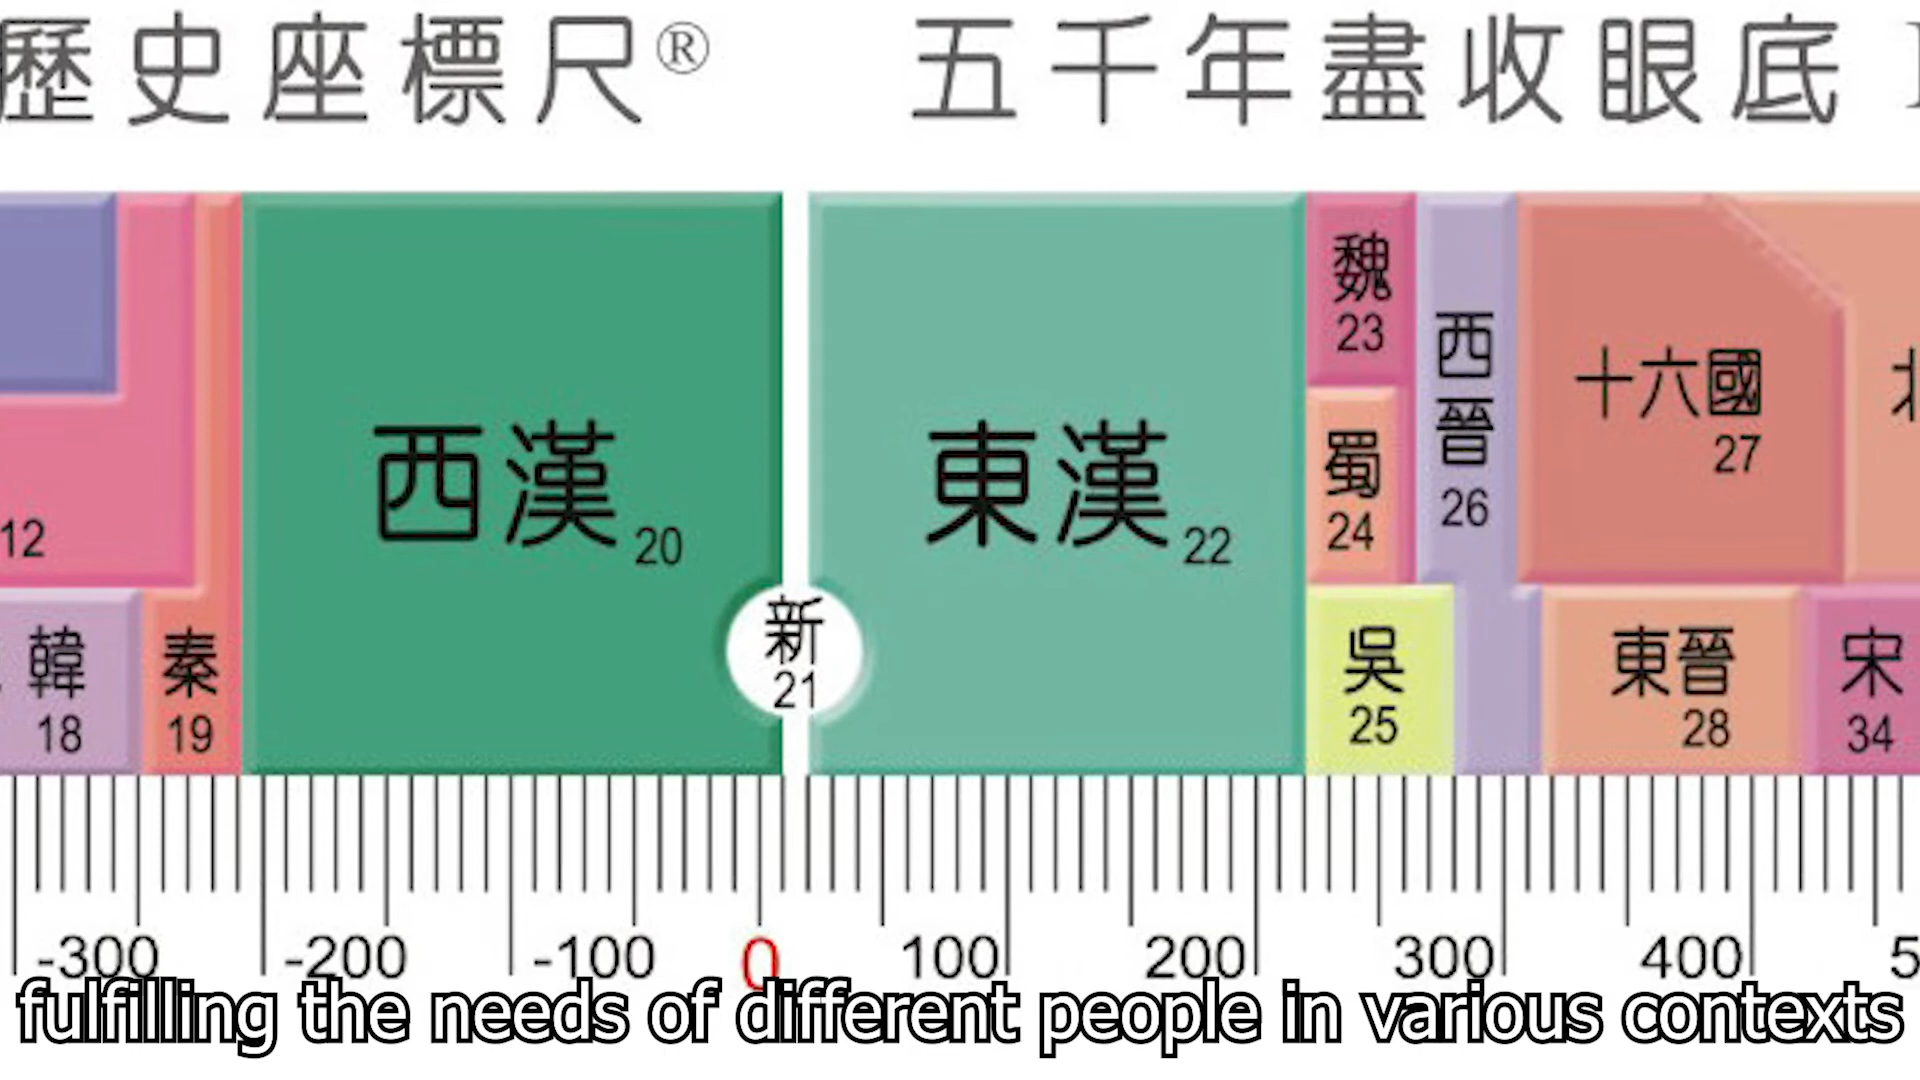 歷史座標尺® 五千年盡收眼底
西漢 20
東漢 22
新
21
魏
23
蜀
24
吳
25
西晉
26
十六國
27
東晉
28
宋
34
12
韓
18
秦
19
-300 -200 -100 0 100 200 300 400
fulfilling the needs of different people in various contexts